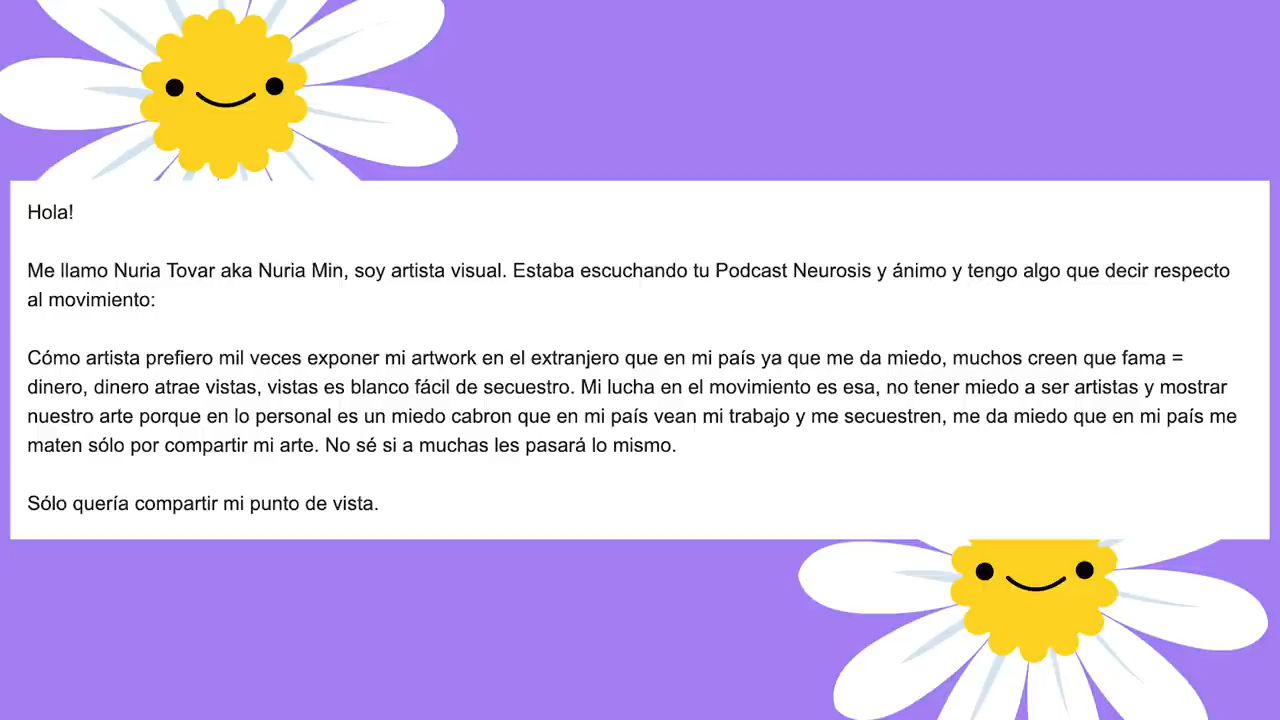 Hola!
Me llamo Nuria Tovar aka Nuria Min, soy artista visual. Estaba escuchando tu Podcast Neurosis y ánimo y tengo algo que decir respecto
al movimiento:
Cómo artista prefiero mil veces exponer mi artwork en el extranjero que en mi país ya que me da miedo, muchos creen que fama =
dinero, dinero atrae vistas, vistas es blanco fácil de secuestro. Mi lucha en el movimiento es esa, no tener miedo a ser artistas y mostrar
nuestro arte porque en lo personal es un miedo cabron que en mi país vean mi trabajo y me secuestren, me da miedo que en mi país me
maten sólo por compartir mi arte. No sé si a muchas les pasará lo mismo.
Sólo quería compartir mi punto de vista.